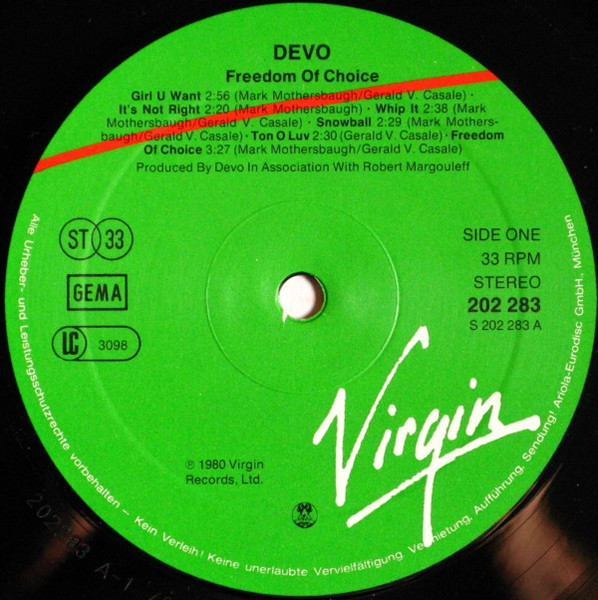 DEVO
Freedom Of Choice
Girl U Want 2:56 (Mark Mothersbaugh/Gerald V. Casale) ·
It's Not Right 2:20 (Mark Mothersbaugh) · Whip It 2:38 (Mark
Mothersbaugh/Gerald V. Casale) · Snowball 2:29 (Mark Mothers-
baugh/Gerald V. Casale) · Ton O Luv 2:30 (Gerald V. Casale) · Freedom
Of Choice 3:27 (Mark Mothersbaugh/Gerald V. Casale)
Produced By Devo In Association With Robert Margouleff
ST 33
GEMA
LC 3098
SIDE ONE
33 RPM
STEREO
202 283
S 202 283 A
Virgin
℗ 1980 Virgin
Records, Ltd.
Alle Urheber- und Leistungsschutzrechte vorbehalten – Kein Verleih! Keine unerlaubte Vervielfältigung, Vermietung, Aufführung, Sendung! Ariola-Eurodisc GmbH., München
202283 A-1